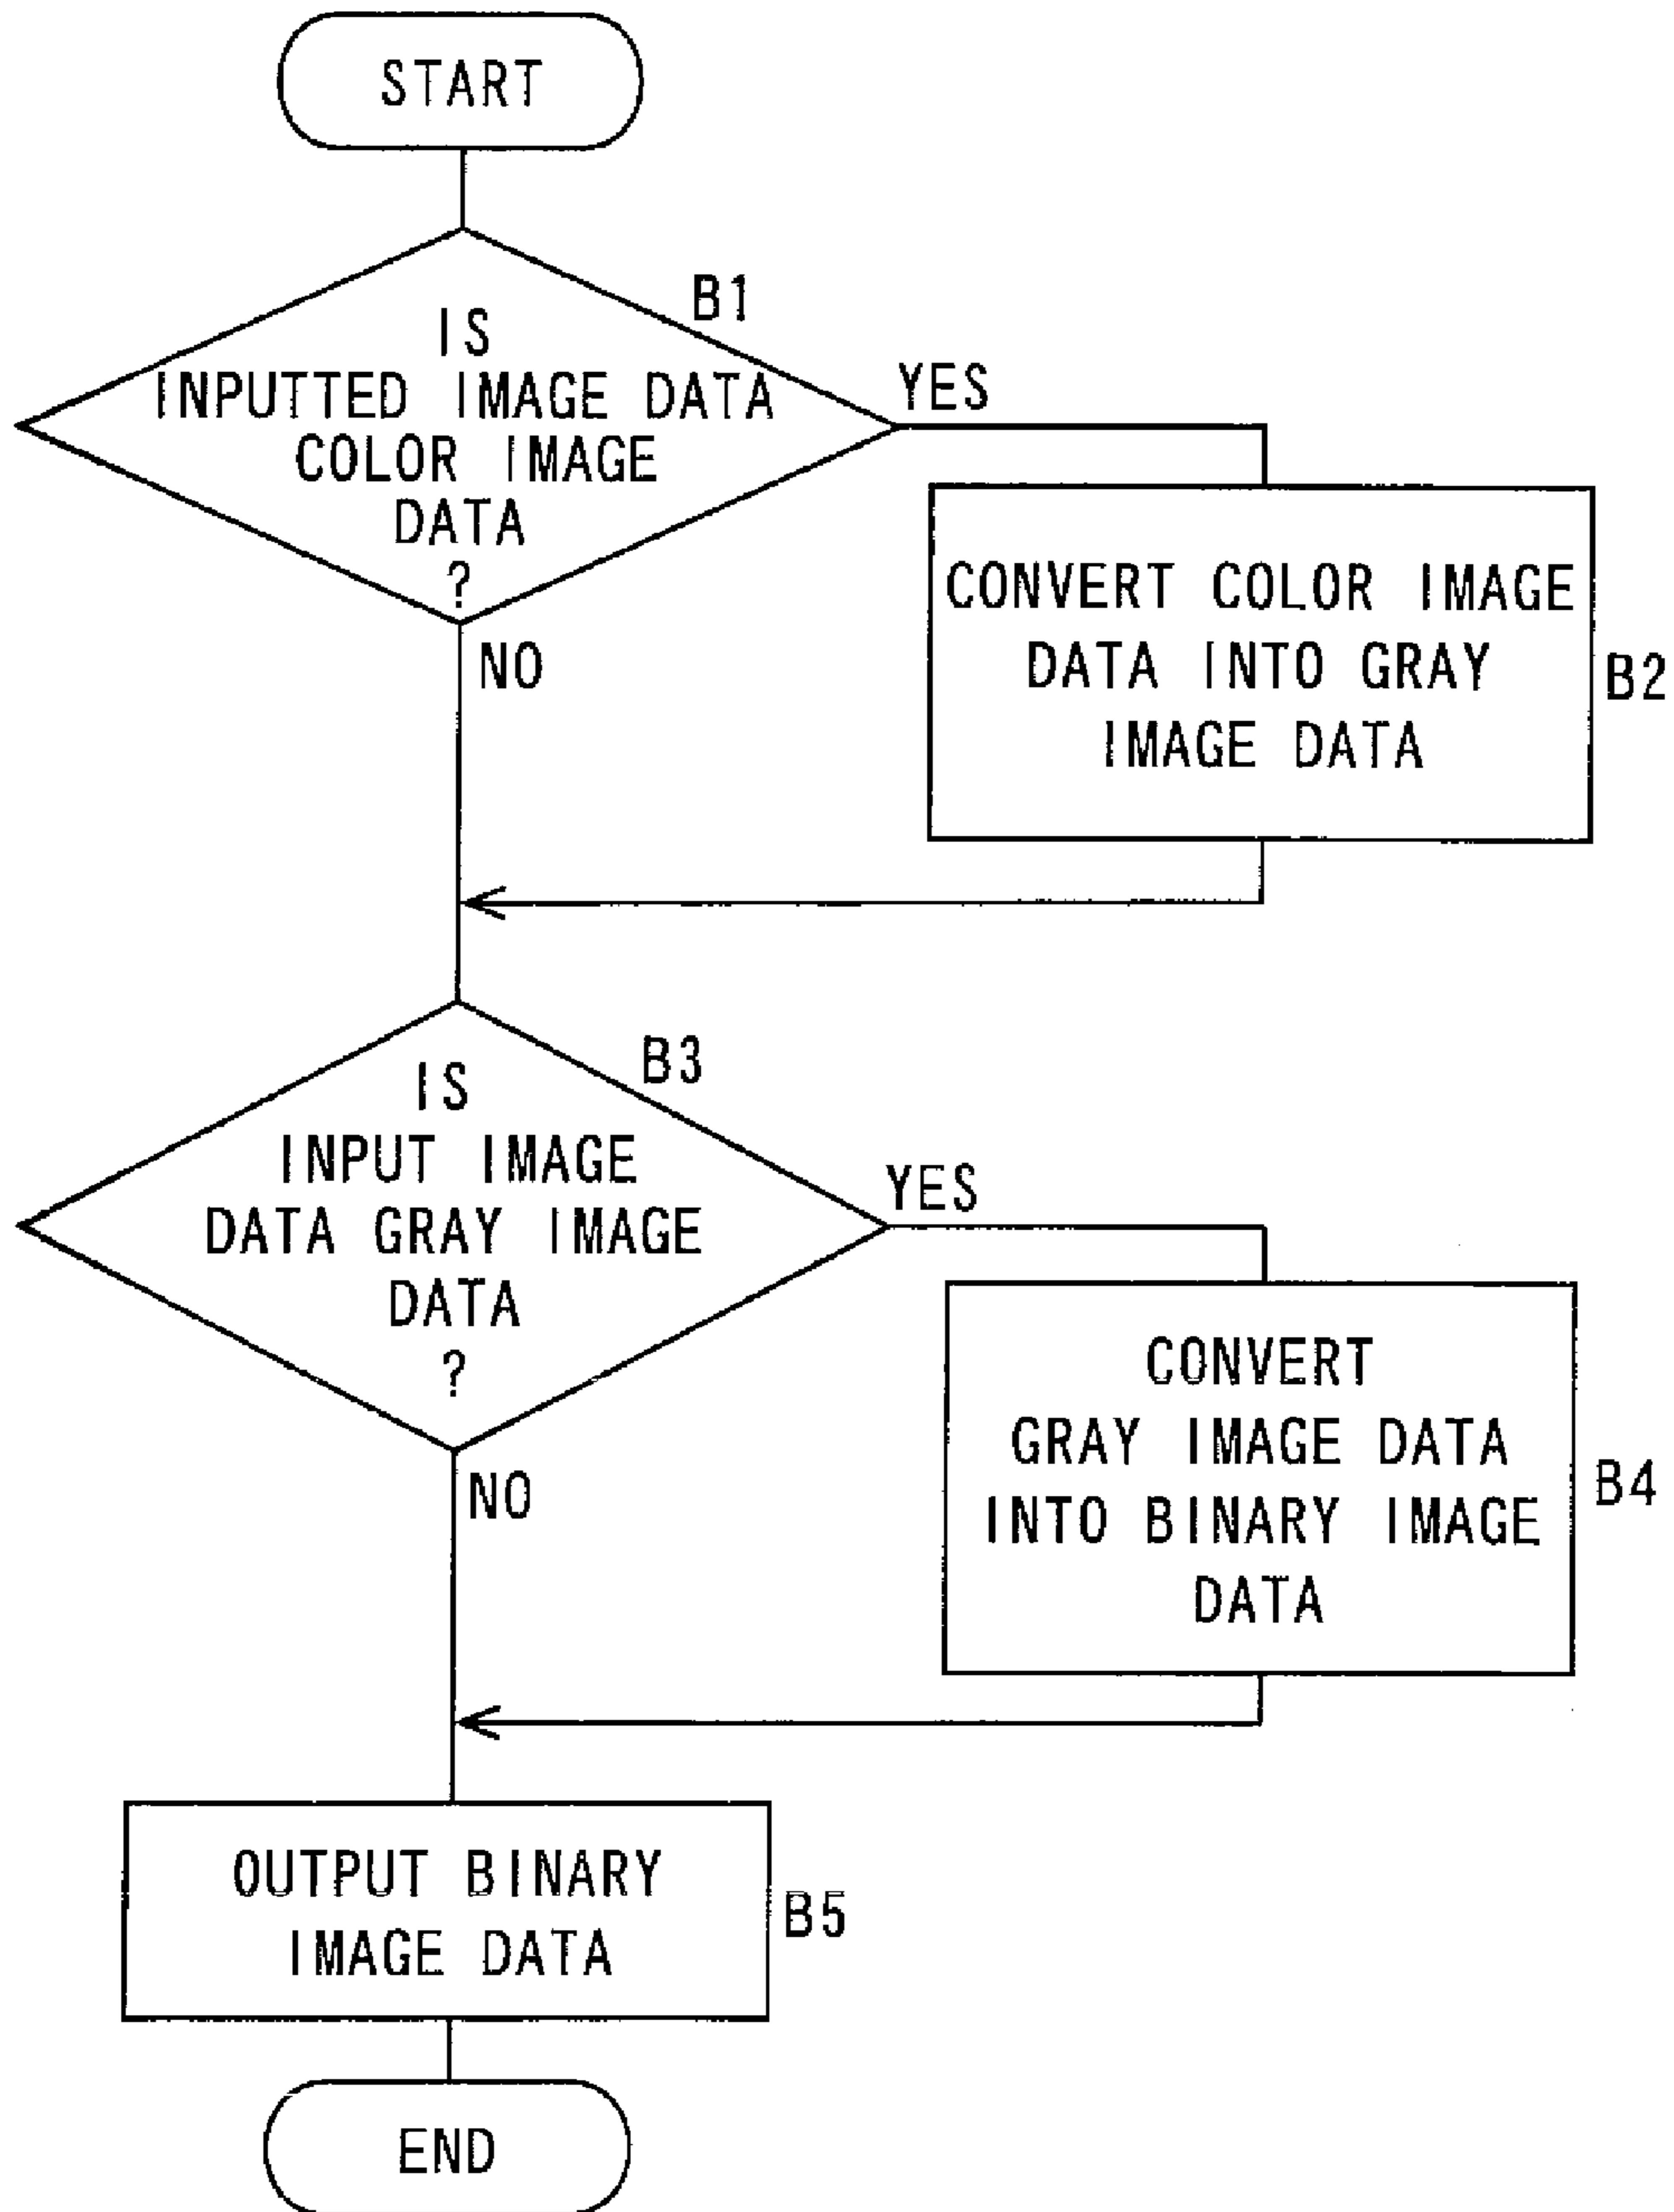 START
B1
IS
INPUTTED IMAGE DATA
COLOR IMAGE
DATA
?
YES
NO
CONVERT COLOR IMAGE
DATA INTO GRAY
IMAGE DATA
B2
B3
IS
INPUT IMAGE
DATA GRAY IMAGE
DATA
?
YES
NO
CONVERT
GRAY IMAGE DATA
INTO BINARY IMAGE
DATA
B4
OUTPUT BINARY
IMAGE DATA
B5
END